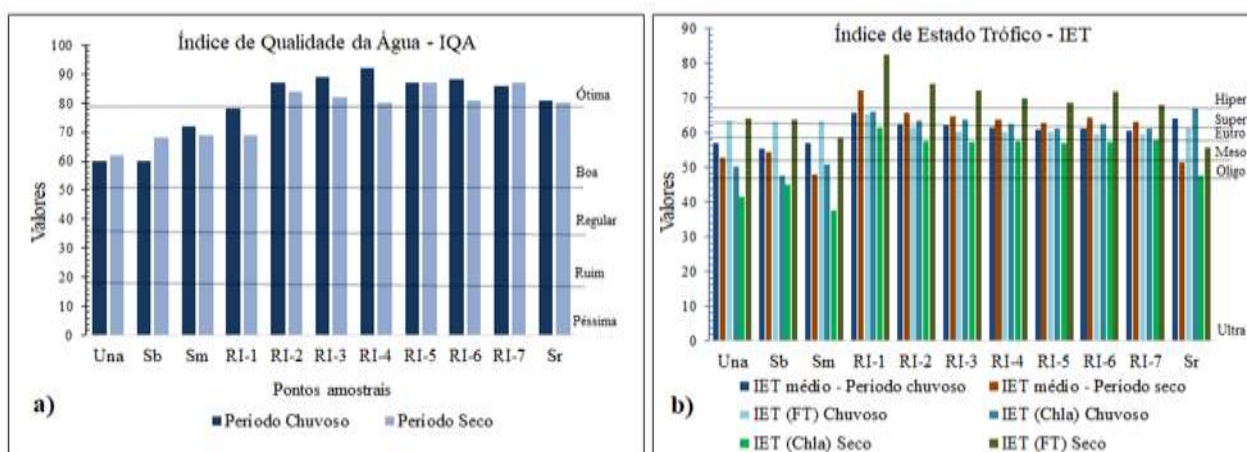 Índice de Qualidade da Água - IQA
Valores
100
90
80
70
60
50
40
30
20
10
0
Ótima
Boa
Regular
Ruim
Péssima
Una Sb Sm RI-1 RI-2 RI-3 RI-4 RI-5 RI-6 RI-7 Sr
Pontos amostrais
a)
Período Chuvoso Período Seco
Índice de Estado Trófico - IET
Valores
90
80
70
60
50
40
30
20
10
0
Hiper
Super
Eutro
Meso
Oligo
Ultra
Una Sb Sm RI-1 RI-2 RI-3 RI-4 RI-5 RI-6 RI-7 Sr
b)
IET médio - Periodo chuvoso IET médio - Periodo seco
IET (FT) Chuvoso IET (Chla) Chuvoso
IET (Chla) Seco IET (FT) Seco